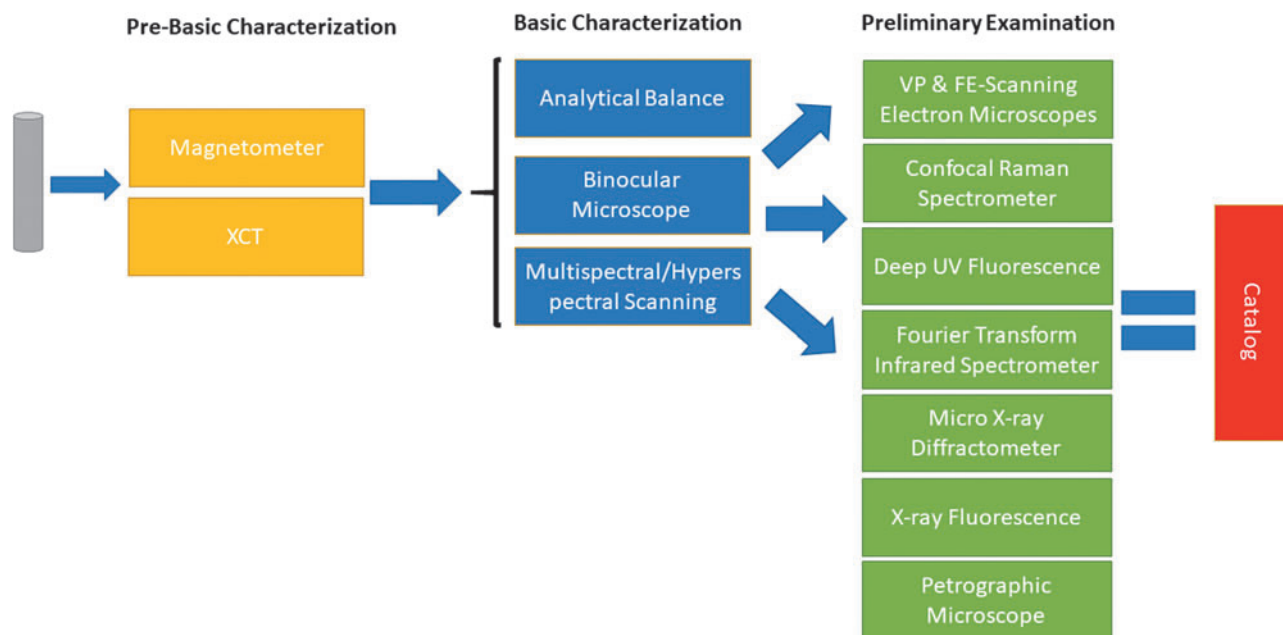 Pre-Basic Characterization
Magnetometer
XCT
Basic Characterization
Analytical Balance
Binocular
Microscope
Multispectral/Hypers
pectral Scanning
Preliminary Examination
VP & FE-Scanning
Electron Microscopes
Confocal Raman
Spectrometer
Deep UV Fluorescence
Fourier Transform
Infrared Spectrometer
Micro X-ray
Diffractometer
X-ray Fluorescence
Petrographic
Microscope
Catalog